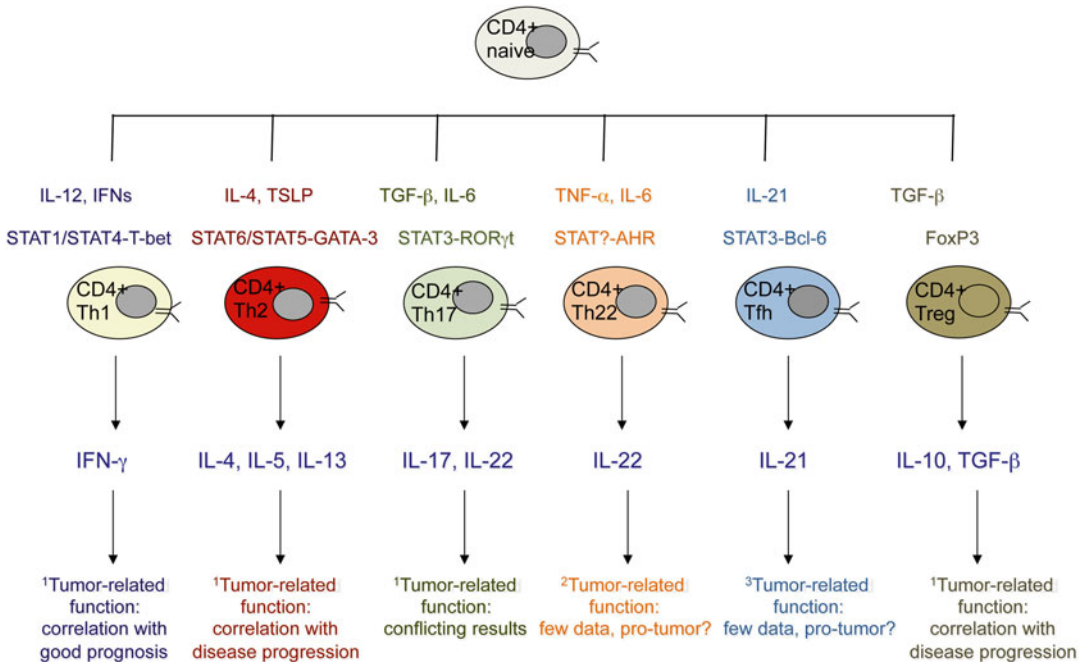 CD4+
naive
IL-12, IFNs
IL-4, TSLP
TGF-β, IL-6
TNF-α, IL-6
IL-21
TGF-β
STAT1/STAT4-T-bet
STAT6/STAT5-GATA-3
STAT3-RORγt
STAT?-AHR
STAT3-Bcl-6
FoxP3
CD4+
Th1
CD4+
Th2
CD4+
Th17
CD4+
Th22
CD4+
Tfh
CD4+
Treg
IFN-γ
IL-4, IL-5, IL-13
IL-17, IL-22
IL-22
IL-21
IL-10, TGF-β
¹Tumor-related
function:
correlation with
good prognosis
¹Tumor-related
function:
correlation with
disease progression
¹Tumor-related
function:
conflicting results
²Tumor-related
function:
few data, pro-tumor?
³Tumor-related
function:
few data, pro-tumor?
¹Tumor-related
function:
correlation with
disease progression